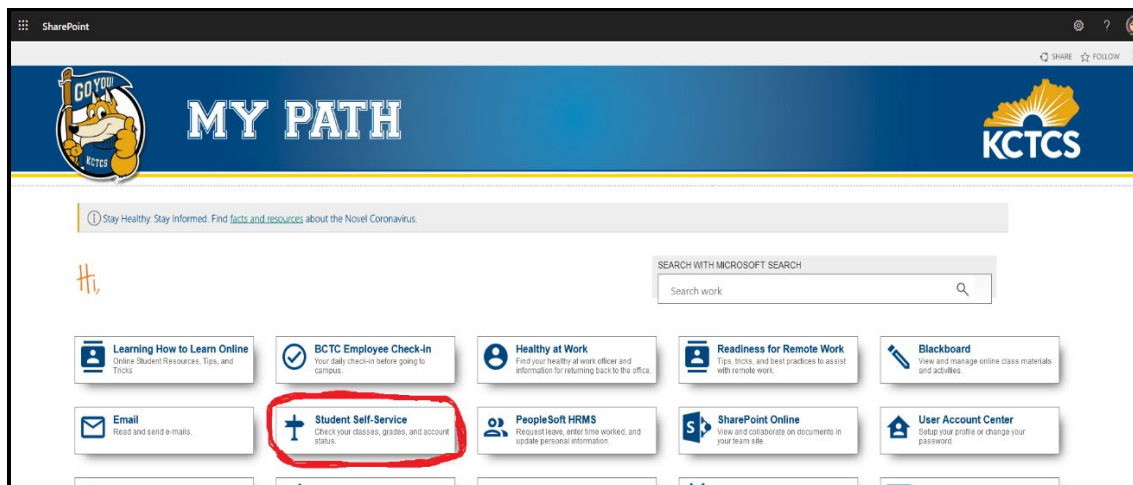 SharePoint
?
SHARE FOLLOW
GO YOU!
KCTCS
MY PATH
KCTCS
Stay Healthy. Stay Informed. Find facts and resources about the Novel Coronavirus.
Hi,
SEARCH WITH MICROSOFT SEARCH
Search work
Learning How to Learn Online
Online Student Resources, Tips, and
Tricks
BCTC Employee Check-in
Your daily check-in before going to
campus.
Healthy at Work
Find your healthy at work officer and
information for returning back to the office.
Readiness for Remote Work
Tips, tricks, and best practices to assist
with remote work.
Blackboard
View and manage online class materials
and activities.
Email
Read and send e-mails.
Student Self-Service
Check your classes, grades, and account
status.
PeopleSoft HRMS
Request leave, enter time worked, and
update personal information.
S
SharePoint Online
View and collaborate on documents in
your team site.
User Account Center
Setup your profile or change your
password.